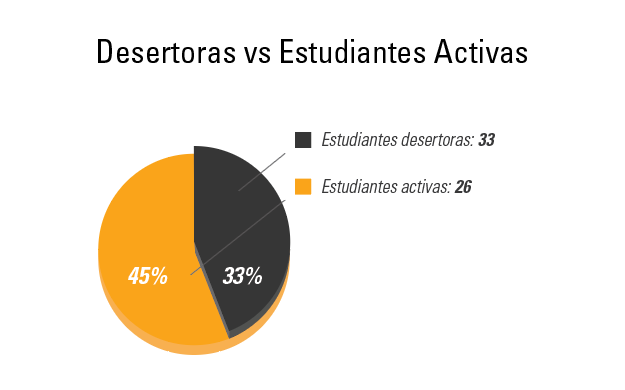 Desertoras vs Estudiantes Activas
Estudiantes desertoras: 33
Estudiantes activas: 26
45%
33%